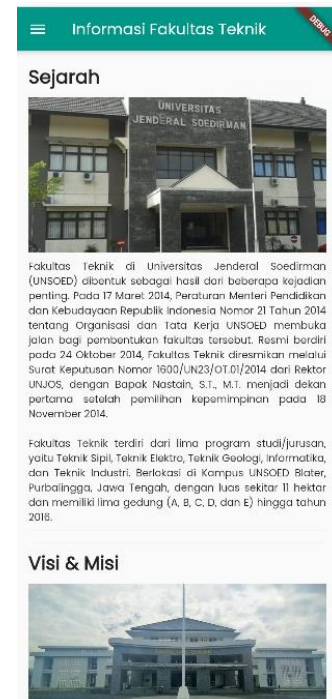 Informasi Fakultas Teknik
DEBUG
Sejarah
UNIVERSITAS
JENDERAL SOEDIRMAN
Fakultas Teknik di Universitas Jenderal Soedirman
(UNSOED) dibentuk sebagai hasil dari beberapa kejadian
penting. Pada 17 Maret 2014, Peraturan Menteri Pendidikan
dan Kebudayaan Republik Indonesia Nomor 21 Tahun 2014
tentang Organisasi dan Tata Kerja UNSOED membuka
jalan bagi pembentukan fakultas tersebut. Resmi berdiri
pada 24 Oktober 2014, Fakultas Teknik diresmikan melalui
Surat Keputusan Nomor 1600/UN23/OT.01/2014 dari Rektor
UNJOS, dengan Bapak Nastain, S.T., M.T. menjadi dekan
pertama setelah pemilihan kepemimpinan pada 18
November 2014.
Fakultas Teknik terdiri dari lima program studi/jurusan,
yaitu Teknik Sipil, Teknik Elektro, Teknik Geologi, Informatika,
dan Teknik Industri. Berlokasi di Kampus UNSOED Blater,
Purbalingga, Jawa Tengah, dengan luas sekitar 11 hektar
dan memiliki lima gedung (A, B, C, D, dan E) hingga tahun
2016.
Visi & Misi